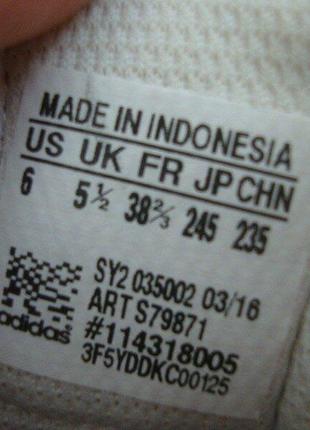 MADE IN INDONESIA
US UK FR JP CHN
6 5½ 38⅔ 245 235
SY2 035002 03/16
ART S79871
#114318005
adidas
3F5YDDKC00125